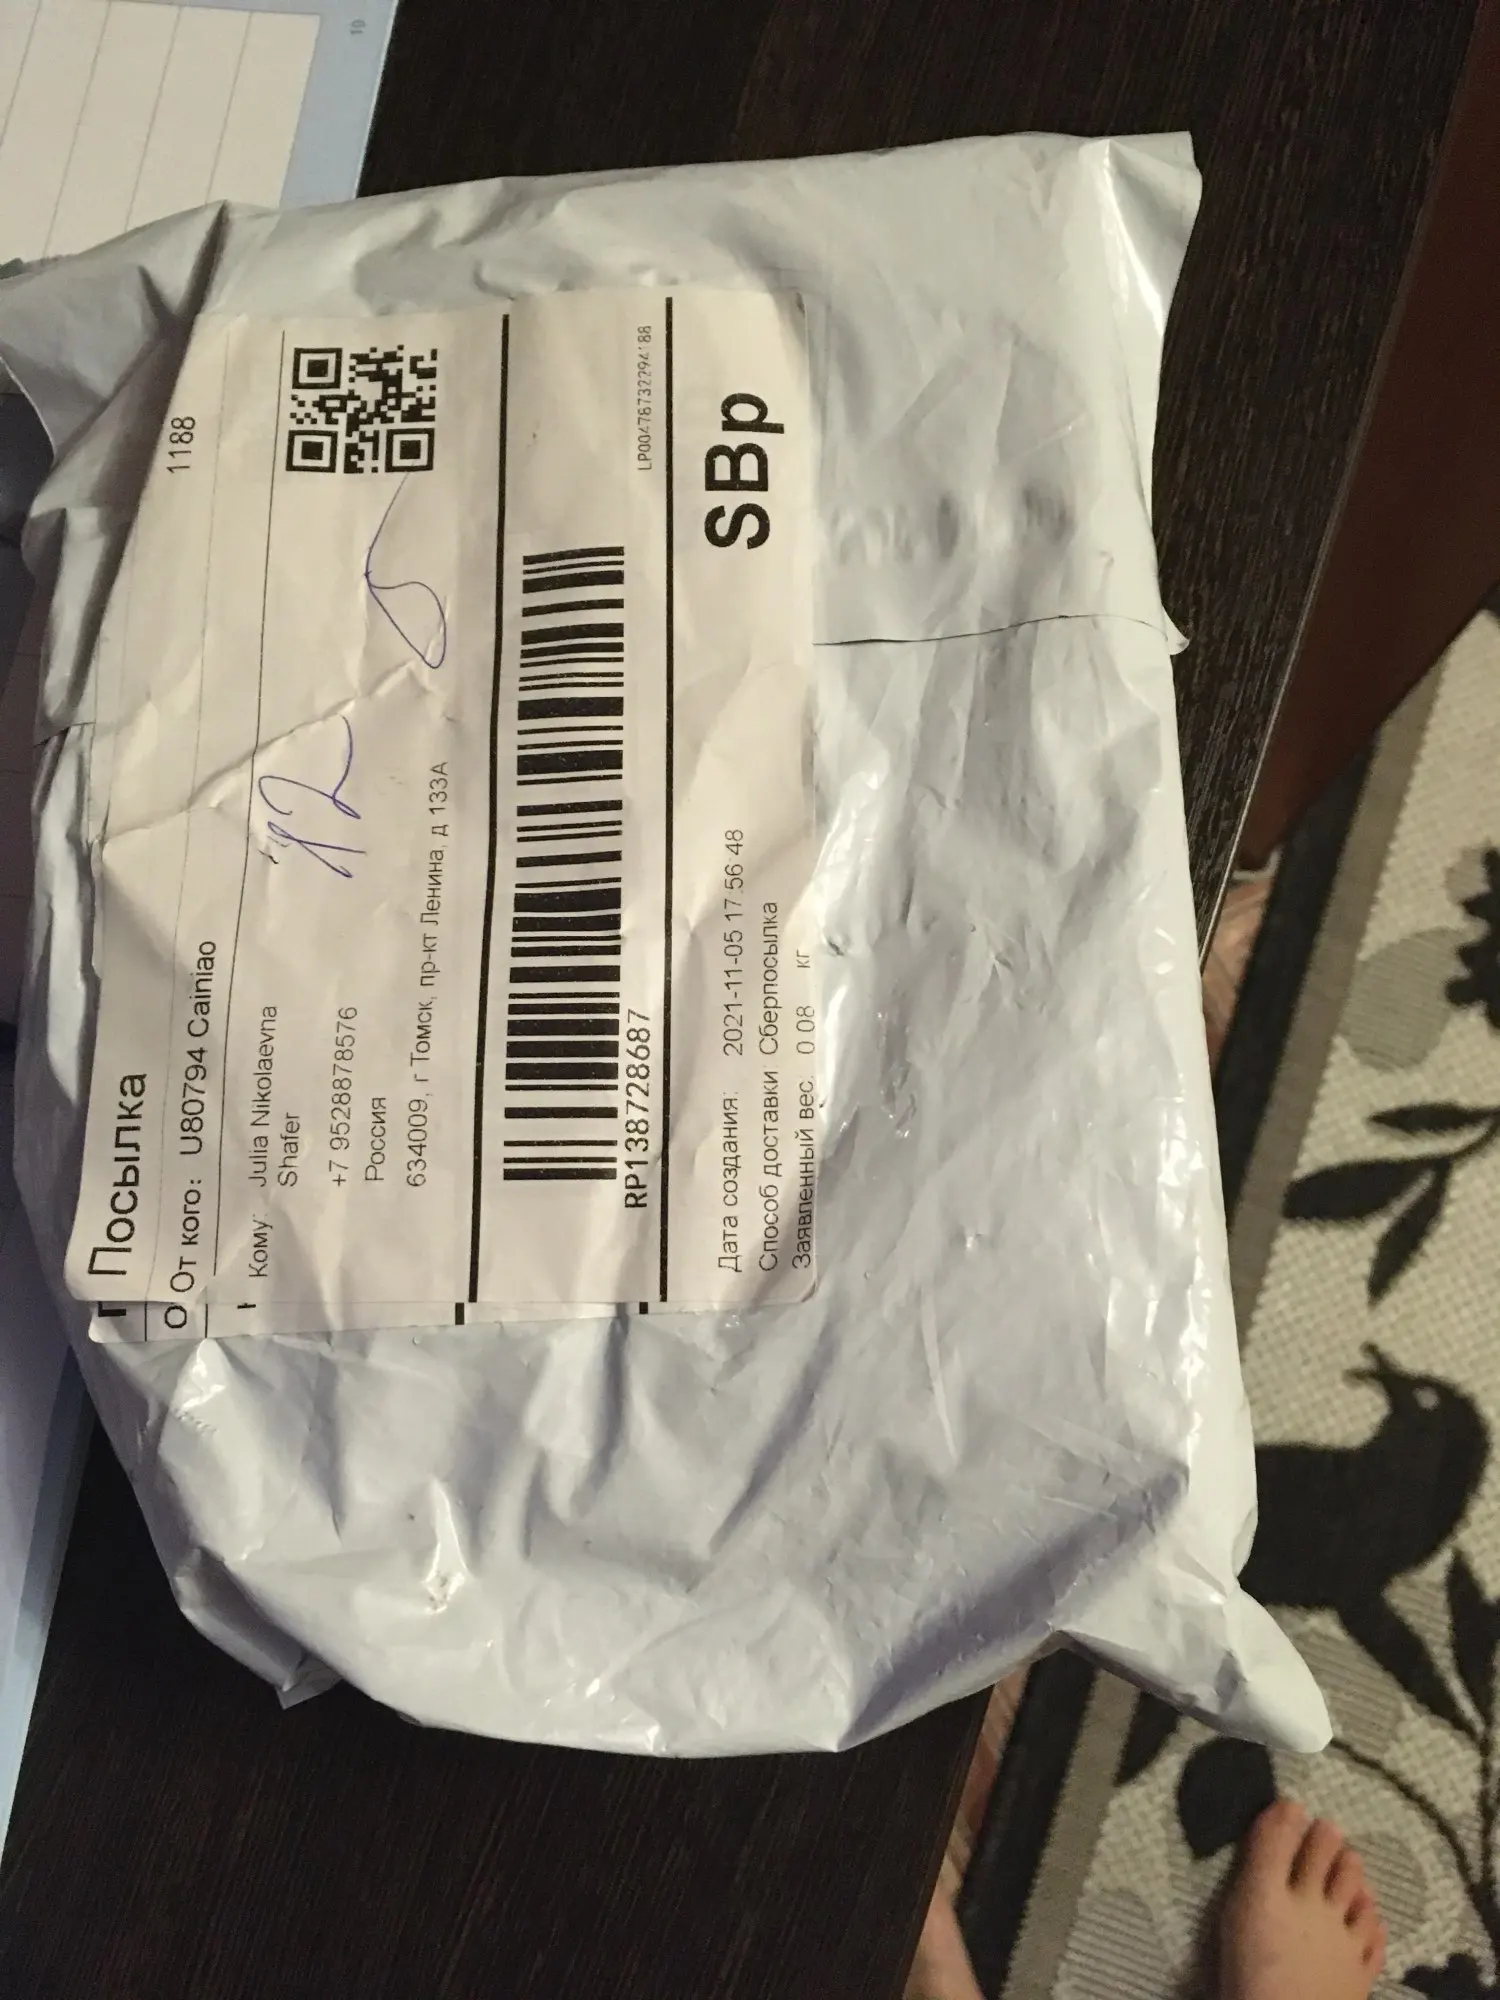 1188
Посылка
От кого: U80794 Cainiao
Кому: Julia Nikolaevna
Shafer
+7 9528878576
Россия
634009, г Томск, пр-кт Ленина, д 133А
RP138728687
SBp
Дата создания: 2021-11-05 17:56:48
Способ доставки: Сберпосылка
Заявленный вес: 0.08 кг